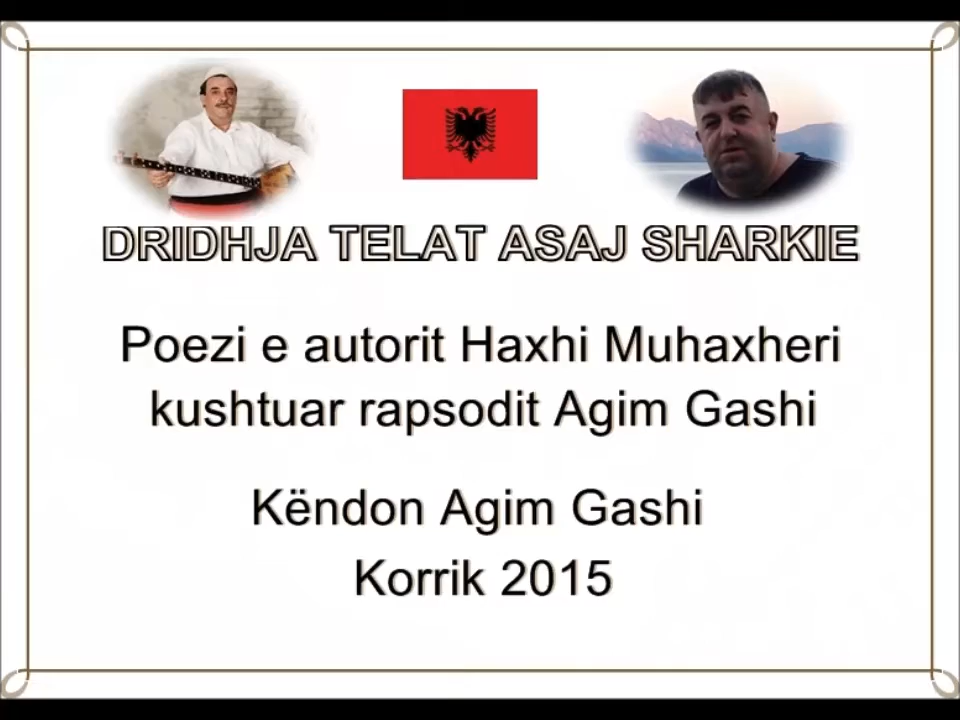 DRIDHJA TELAT ASAJ SHARKIE
Poezi e autorit Haxhi Muhaxheri
kushtuar rapsodit Agim Gashi
Këndon Agim Gashi
Korrik 2015